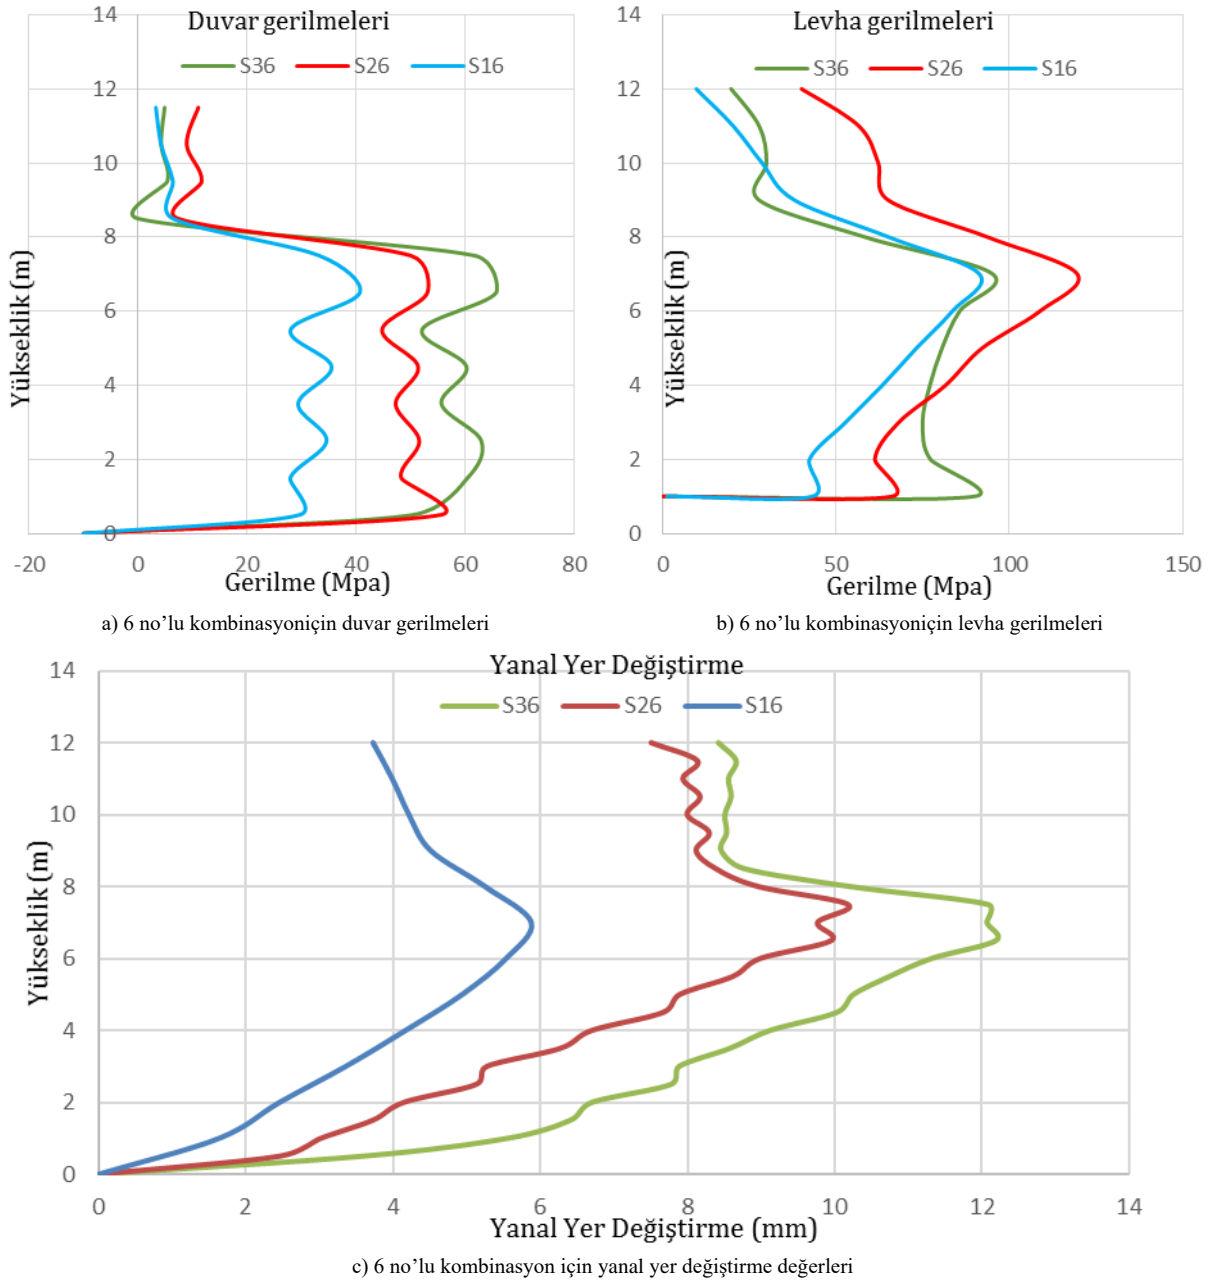 Duvar gerilmeleri
S36 S26 S16
14
12
10
8
6
4
2
0
Yükseklik (m)
-20 0 20 40 60 80
Gerilme (Mpa)
a) 6 no’lu kombinasyoniçin duvar gerilmeleri
Levha gerilmeleri
S36 S26 S16
14
12
10
8
6
4
2
0
Yükseklik (m)
0 50 100 150
Gerilme (Mpa)
b) 6 no’lu kombinasyoniçin levha gerilmeleri
Yanal Yer Değiştirme
S36 S26 S16
14
12
10
8
6
4
2
0
Yükseklik (m)
0 2 4 6 8 10 12 14
Yanal Yer Değiştirme (mm)
c) 6 no’lu kombinasyon için yanal yer değiştirme değerleri